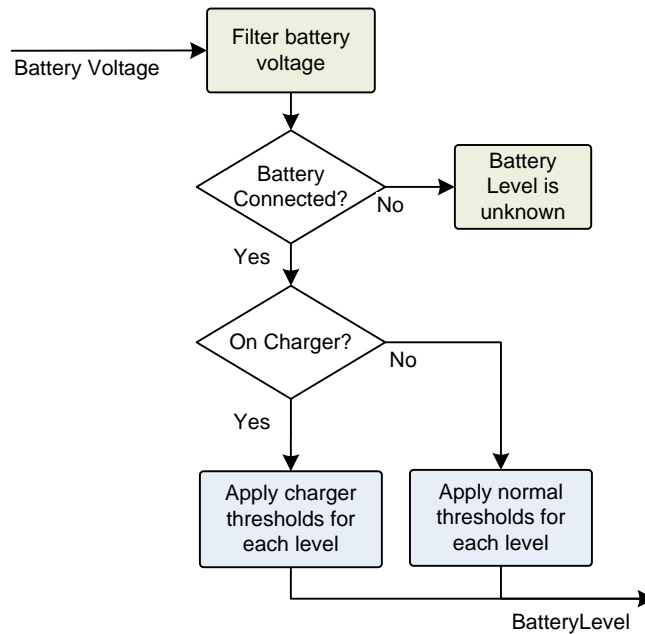 Filter battery
voltage
Battery Voltage
Battery
Connected?
No
Battery
Level is
unknown
Yes
On Charger?
No
Yes
Apply charger
thresholds for
each level
Apply normal
thresholds for
each level
BatteryLevel